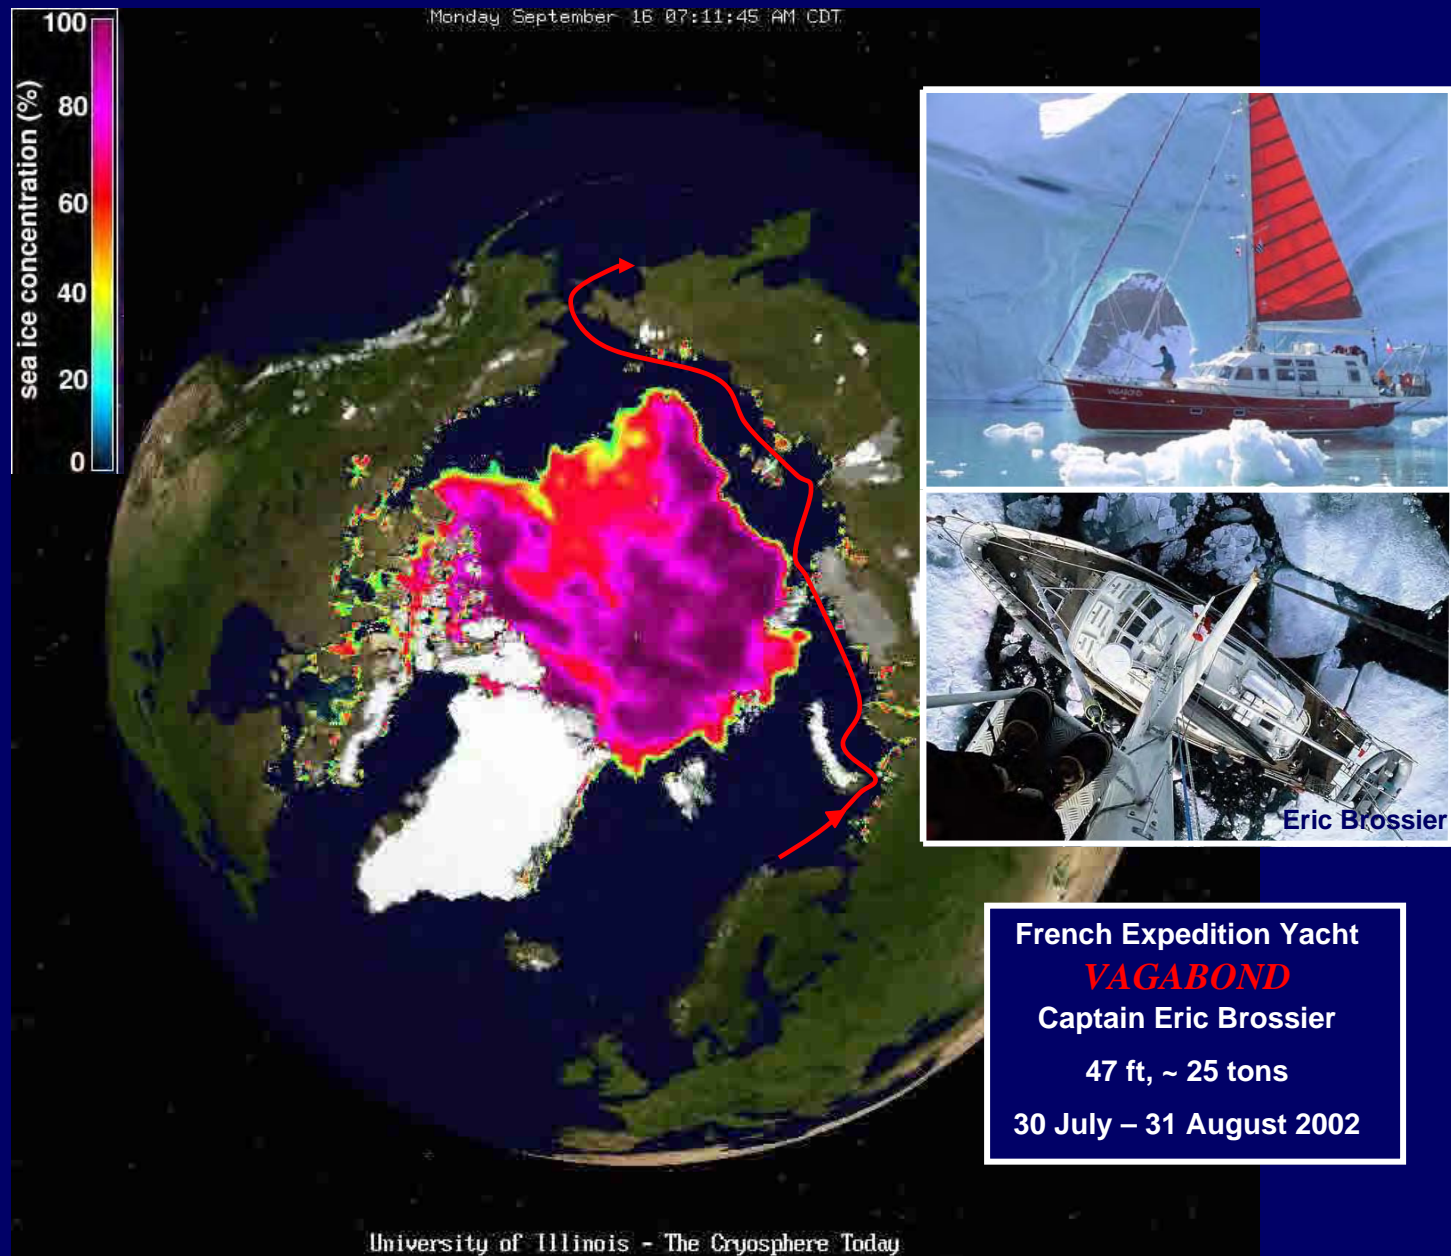 Monday September 16 07:11:45 AM CDT
100
80
60
40
20
0
sea ice concentration (%)
VAGABOND
Eric Brossier
French Expedition Yacht
VAGABOND
Captain Eric Brossier
47 ft, ~ 25 tons
30 July – 31 August 2002
University of Illinois - The Cryosphere Today